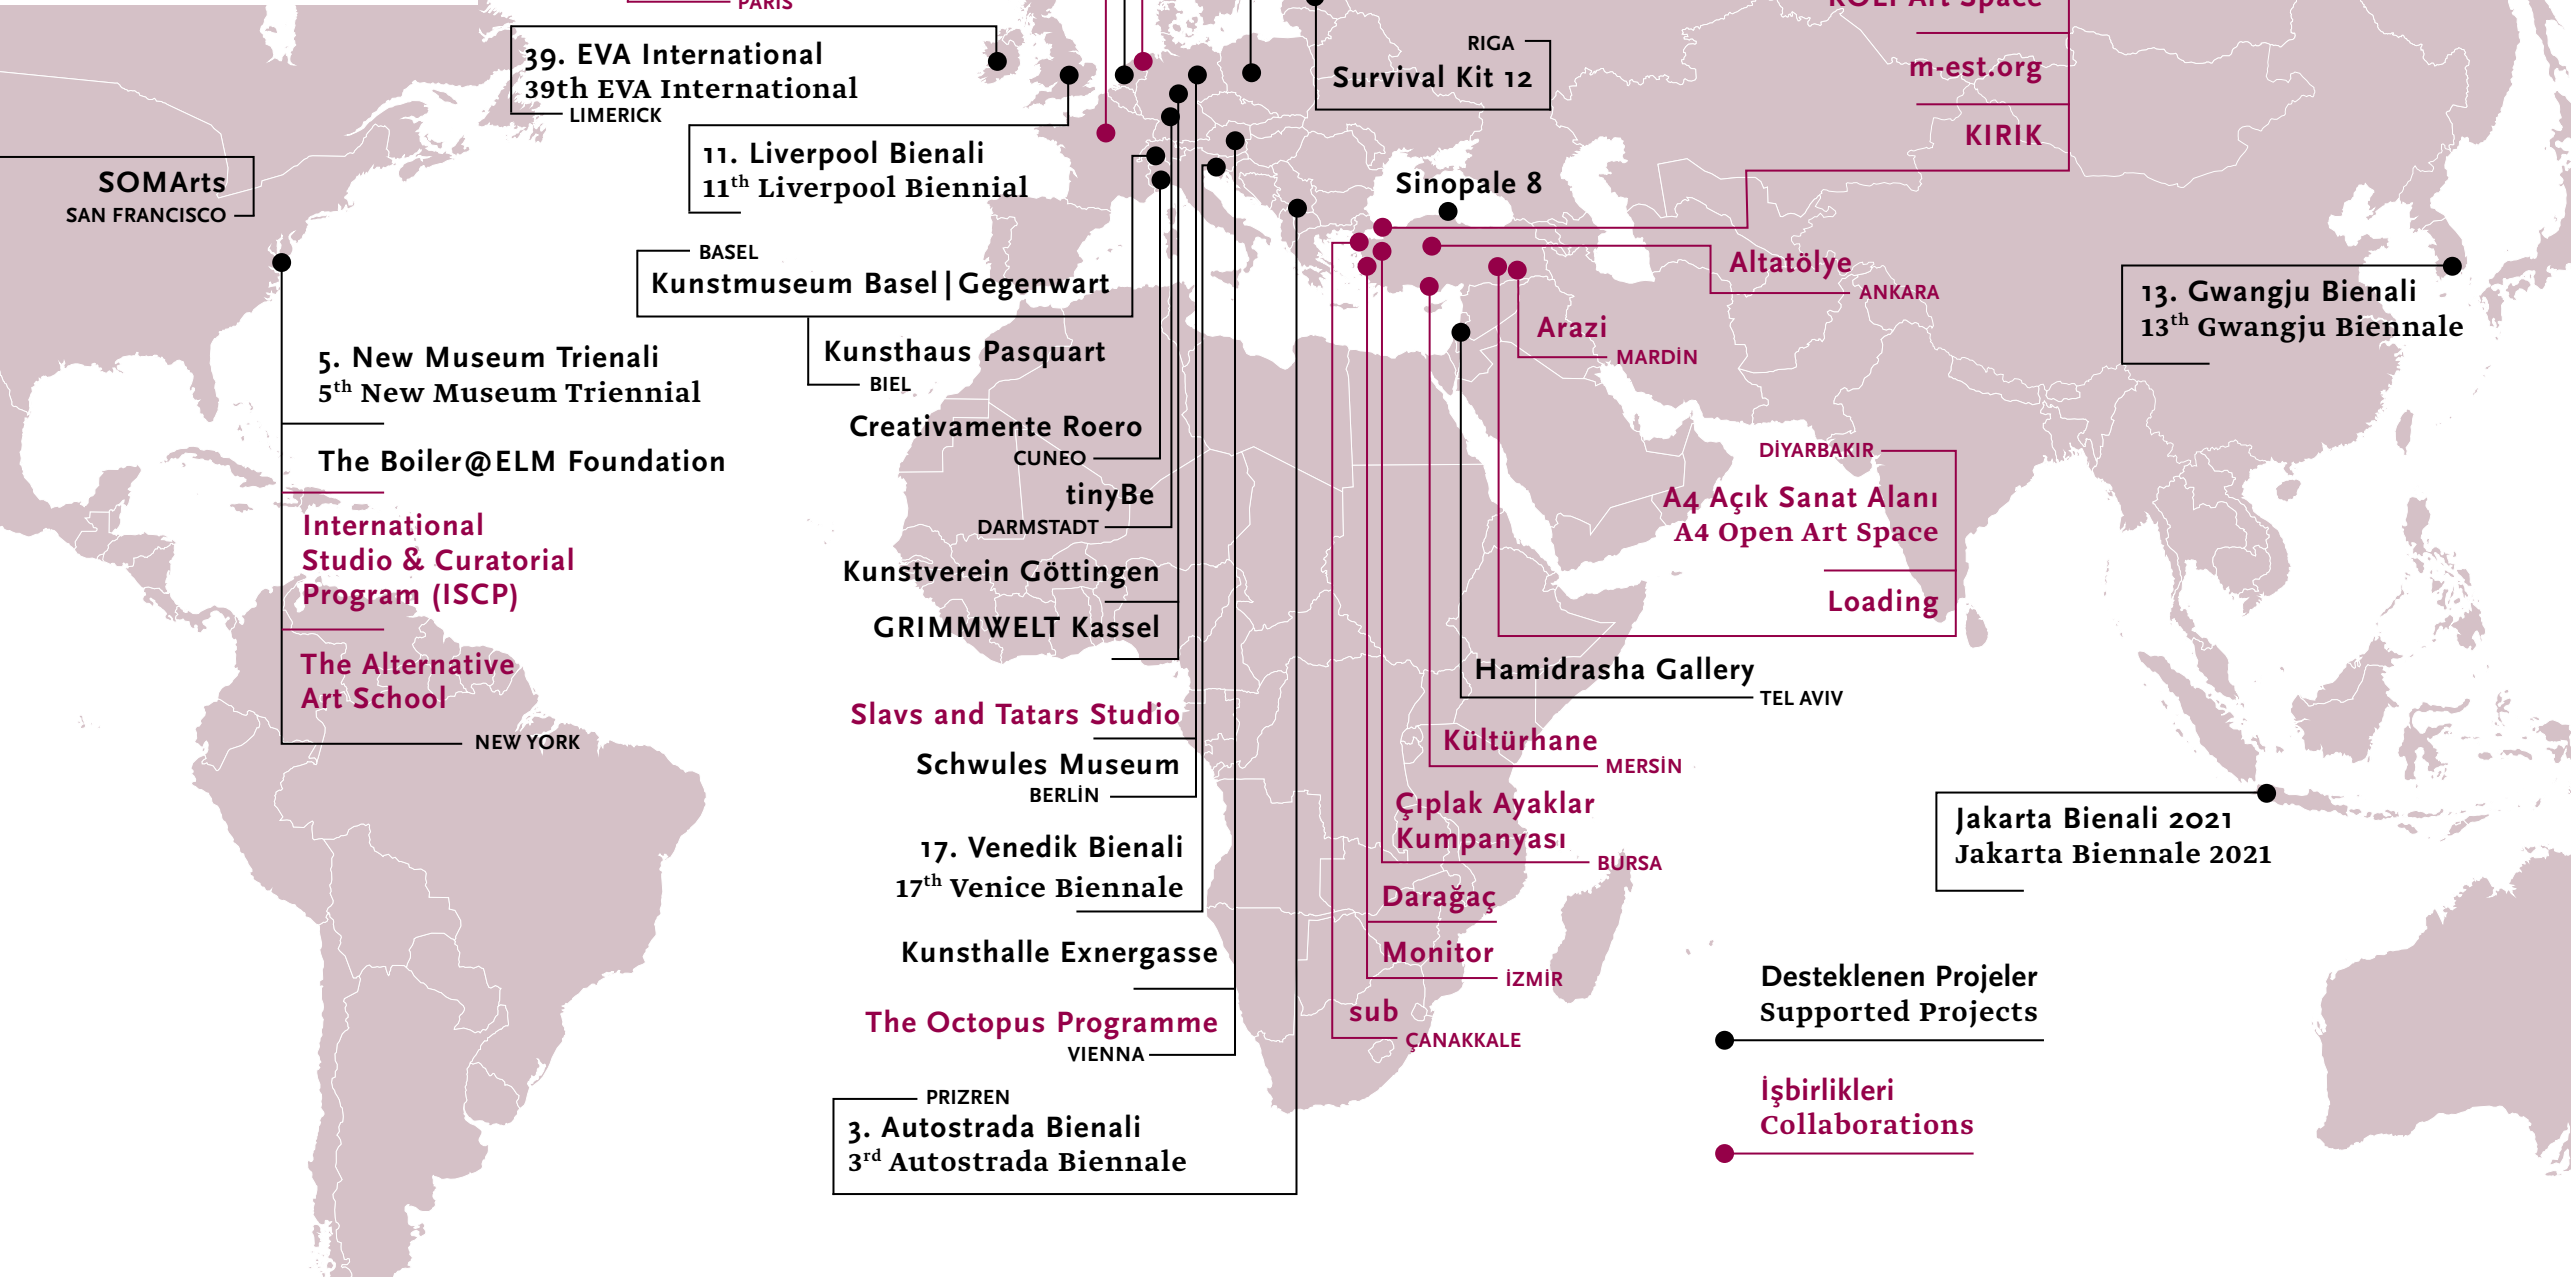 PARIS
KOLI Art Space
39. EVA International
39th EVA International
LIMERICK
RIGA
Survival Kit 12
m-est.org
KIRIK
11. Liverpool Bienali
11th Liverpool Biennial
SOMArts
SAN FRANCISCO
Sinopale 8
BASEL
Kunstmuseum Basel|Gegenwart
Altatölye
ANKARA
13. Gwangju Bienali
13th Gwangju Biennale
Arazi
MARDİN
Kunsthaus Pasquart
BIEL
5. New Museum Trienali
5th New Museum Triennial
Creativamente Roero
CUNEO
The Boiler@ELM Foundation
DİYARBAKIR
A4 Açık Sanat Alanı
A4 Open Art Space
Loading
tinyBe
DARMSTADT
International
Studio & Curatorial
Program (ISCP)
Kunstverein Göttingen
GRIMMWELT Kassel
The Alternative
Art School
NEW YORK
Hamidrasha Gallery
TEL AVIV
Slavs and Tatars Studio
Schwules Museum
BERLİN
Kültürhane
MERSİN
Çıplak Ayaklar
Kumpanyası
BURSA
Jakarta Bienali 2021
Jakarta Biennale 2021
17. Venedik Bienali
17th Venice Biennale
Darağaç
Monitor
İZMİR
Kunsthalle Exnergasse
The Octopus Programme
VIENNA
sub
ÇANAKKALE
Desteklenen Projeler
Supported Projects
İşbirlikleri
Collaborations
PRIZREN
3. Autostrada Bienali
3rd Autostrada Biennale